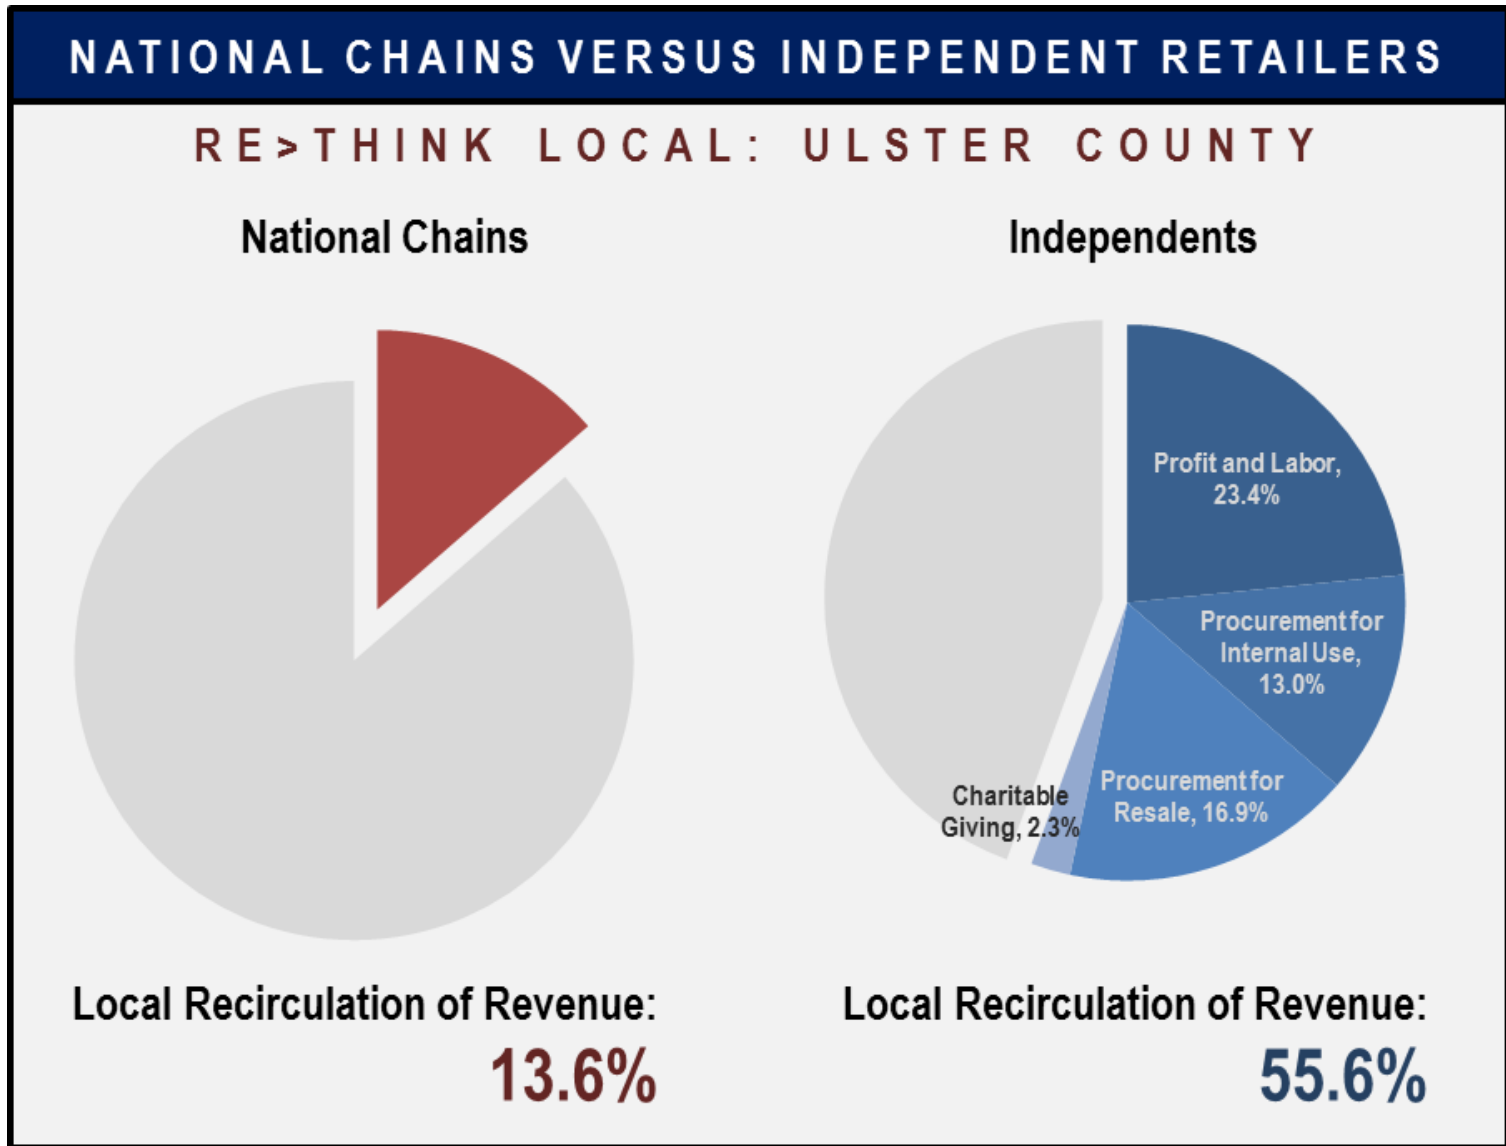 NATIONAL CHAINS VERSUS INDEPENDENT RETAILERS
RE>THINK LOCAL: ULSTER COUNTY
National Chains
Independents
Profit and Labor,
23.4%
Procurement for
Internal Use,
13.0%
Procurement for
Resale, 16.9%
Charitable
Giving, 2.3%
Local Recirculation of Revenue:
13.6%
Local Recirculation of Revenue:
55.6%